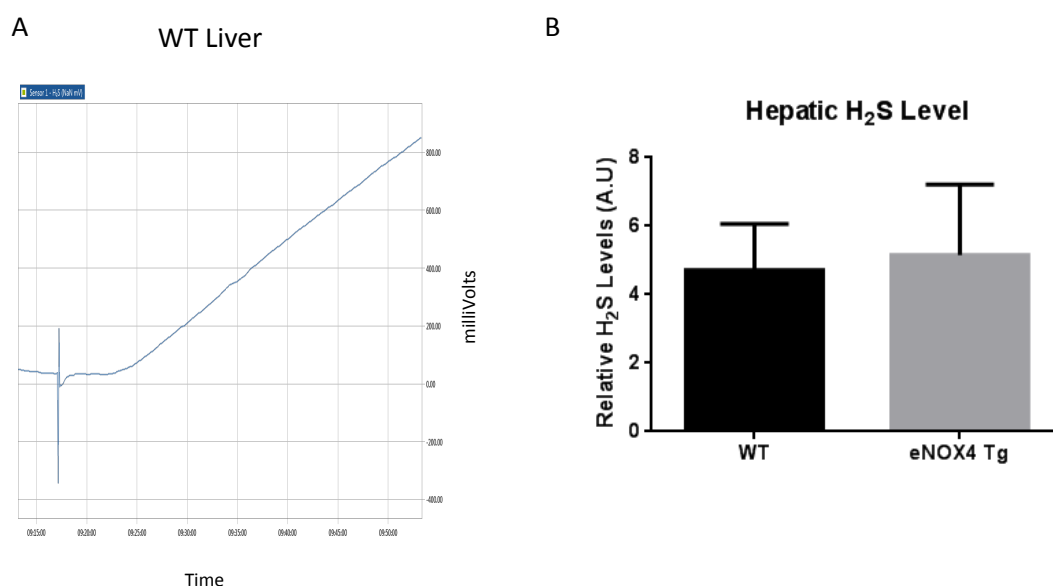 A
WT Liver
Sensor 1 - H₂S (NaN mV)
800.00
600.00
400.00
200.00
0.00
-200.00
-400.00
milliVolts
09:15:00 09:20:00 09:25:00 09:30:00 09:35:00 09:40:00 09:45:00 09:50:00
Time
B
Hepatic H₂S Level
Relative H₂S Levels (A.U)
8
6
4
2
0
WT eNOX4 Tg